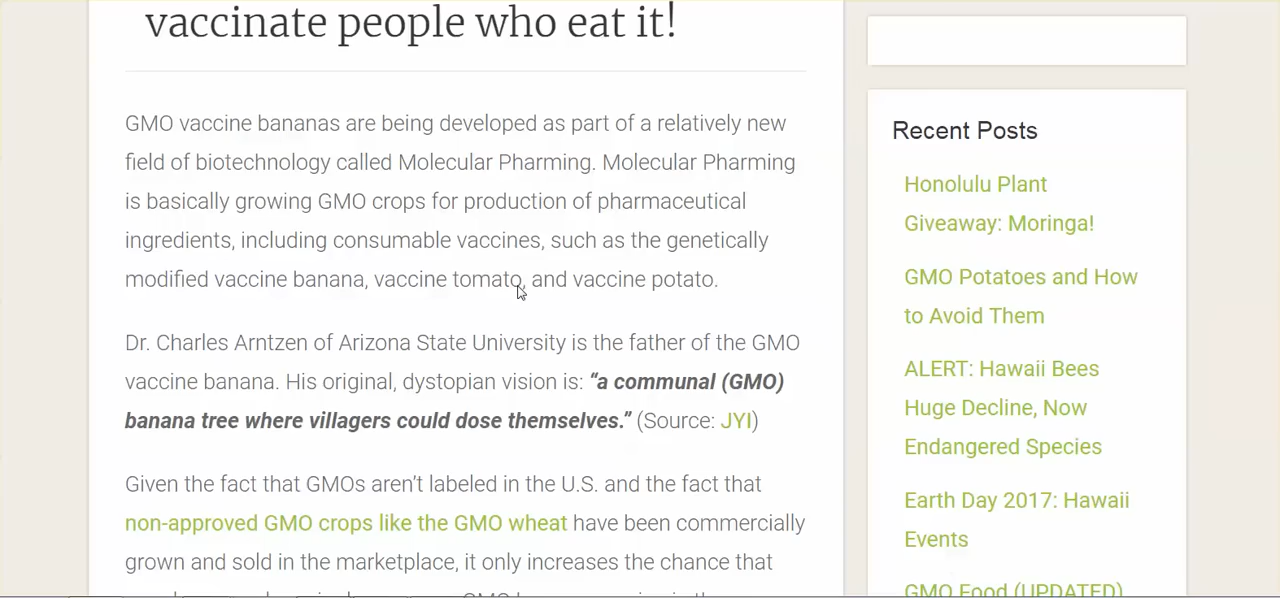 vaccinate people who eat it!
GMO vaccine bananas are being developed as part of a relatively new
field of biotechnology called Molecular Pharming. Molecular Pharming
is basically growing GMO crops for production of pharmaceutical
ingredients, including consumable vaccines, such as the genetically
modified vaccine banana, vaccine tomato, and vaccine potato.
Dr. Charles Arntzen of Arizona State University is the father of the GMO
vaccine banana. His original, dystopian vision is: “a communal (GMO)
banana tree where villagers could dose themselves.” (Source: JYI)
Given the fact that GMOs aren’t labeled in the U.S. and the fact that
non-approved GMO crops like the GMO wheat have been commercially
grown and sold in the marketplace, it only increases the chance that
Recent Posts
Honolulu Plant
Giveaway: Moringa!
GMO Potatoes and How
to Avoid Them
ALERT: Hawaii Bees
Huge Decline, Now
Endangered Species
Earth Day 2017: Hawaii
Events
GMO Food (UPDATED)